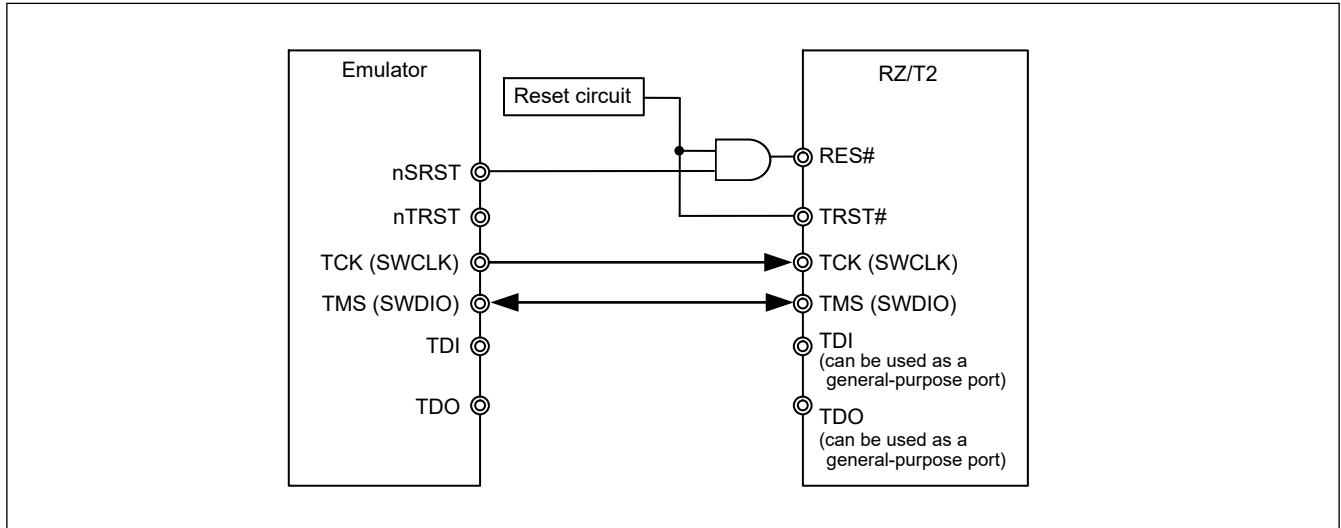 Emulator
RZ/T2
Reset circuit
RES#
nSRST
nTRST
TRST#
TCK (SWCLK)
TCK (SWCLK)
TMS (SWDIO)
TMS (SWDIO)
TDI
TDI
(can be used as a
general-purpose port)
TDO
TDO
(can be used as a
general-purpose port)